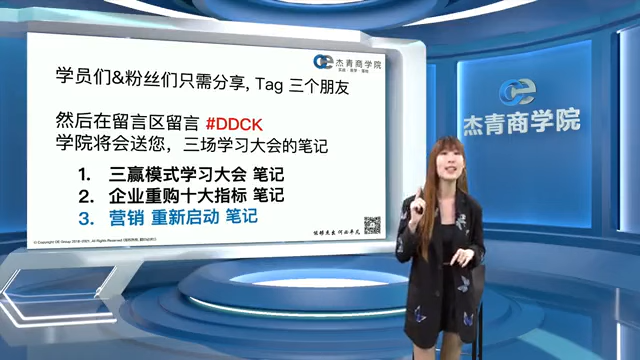 杰青商学院
学员们&粉丝们只需分享, Tag 三个朋友
然后在留言区留言 #DDCK
学院将会送您，三场学习大会的笔记
1. 三赢模式学习大会 笔记
2. 企业重购十大指标 笔记
3. 营销 重新启动 笔记
杰青商学院